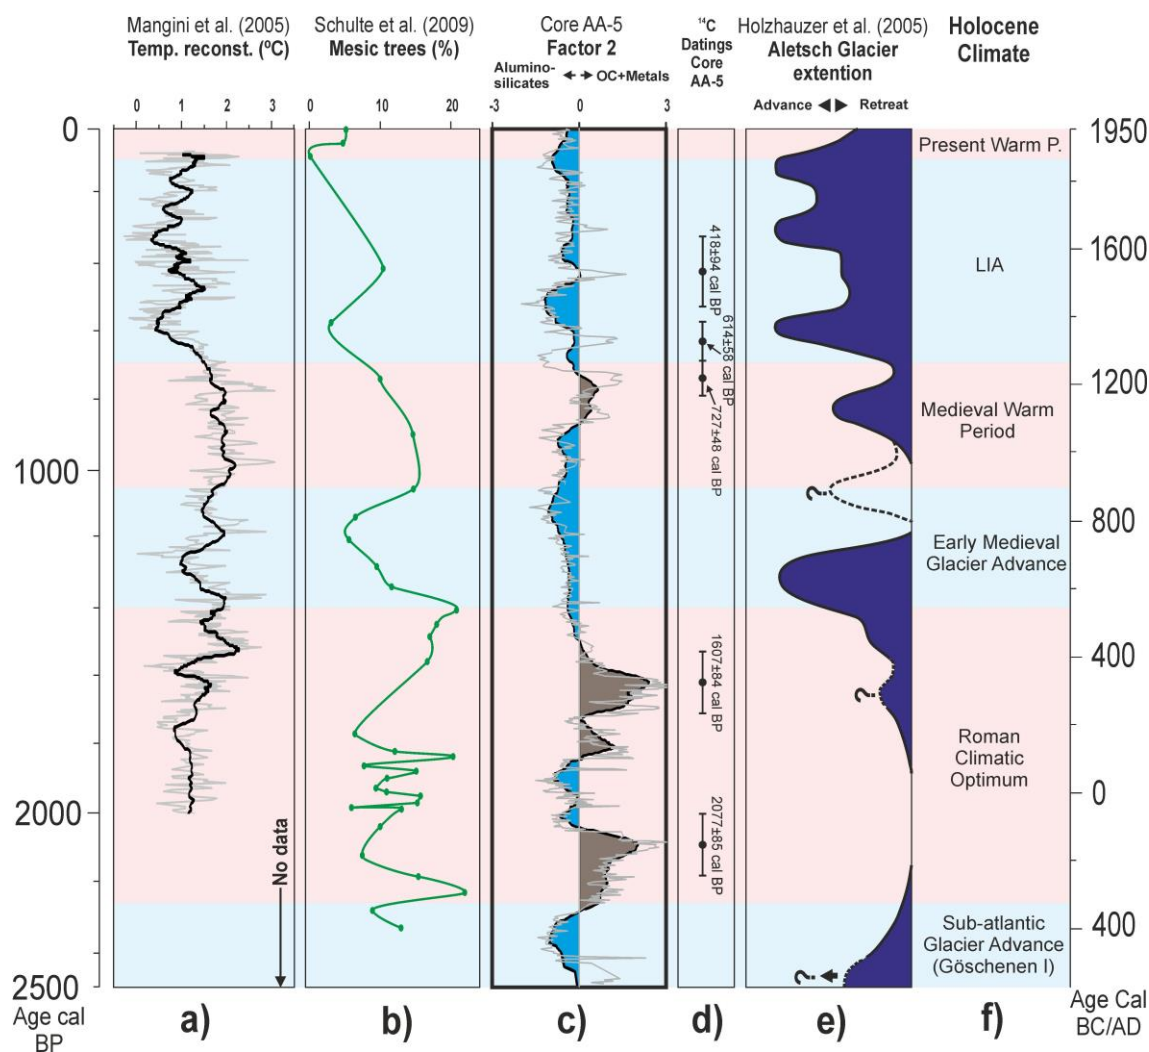 Mangini et al. (2005)
Temp. reconst. (ºC)
Schulte et al. (2009)
Mesic trees (%)
Core AA-5
Factor 2
Alumino-
silicates
OC+Metals
¹⁴C
Datings
Core
AA-5
Holzhauzer et al. (2005)
Aletsch Glacier
extention
Advance
Retreat
Holocene
Climate
0 1 2 3
0 10 20
-3 0 3
0
1000
2000
2500
Age cal
BP
No data
418±94 cal BP
614±58 cal BP
727±48 cal BP
1607±84 cal BP
2077±85 cal BP
?
?
?
Present Warm P.
LIA
Medieval Warm
Period
Early Medieval
Glacier Advance
Roman
Climatic
Optimum
Sub-atlantic
Glacier Advance
(Göschenen I)
1950
1600
1200
800
400
0
400
Age Cal
BC/AD
a)
b)
c)
d)
e)
f)